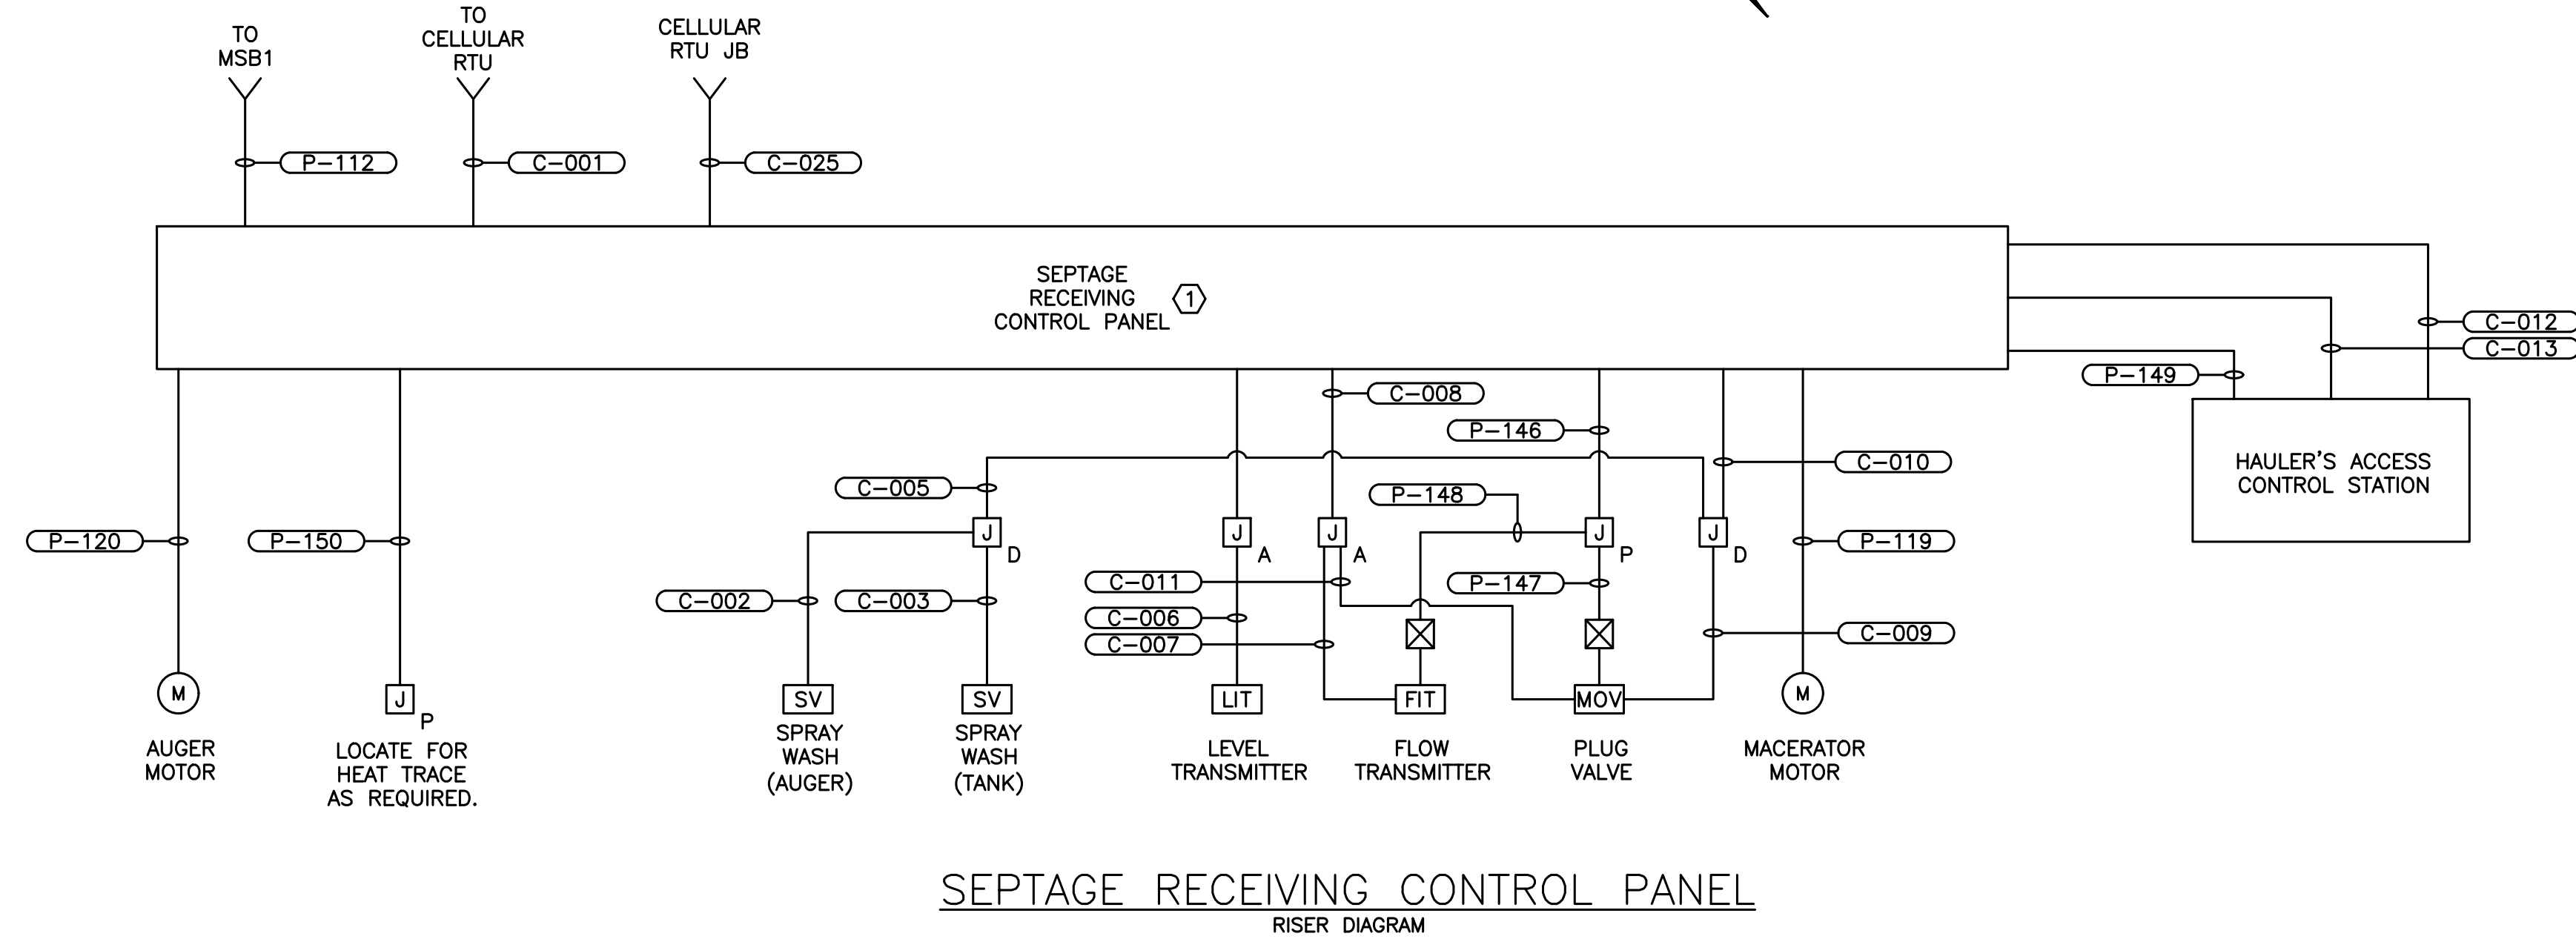 TO
MSB1
TO
CELLULAR
RTU
CELLULAR
RTU JB
P-112
C-001
C-025
SEPTAGE
RECEIVING
CONTROL PANEL
1
C-012
C-013
P-149
C-008
P-146
HAULER'S ACCESS
CONTROL STATION
C-010
C-005
P-148
J
D
J
A
J
A
J
P
J
D
P-120
P-150
P-119
C-011
P-147
C-002
C-003
C-006
C-007
C-009
M
J
P
SV
SV
LIT
FIT
MOV
M
AUGER
MOTOR
LOCATE FOR
HEAT TRACE
AS REQUIRED.
SPRAY
WASH
(AUGER)
SPRAY
WASH
(TANK)
LEVEL
TRANSMITTER
FLOW
TRANSMITTER
PLUG
VALVE
MACERATOR
MOTOR
SEPTAGE RECEIVING CONTROL PANEL
RISER DIAGRAM